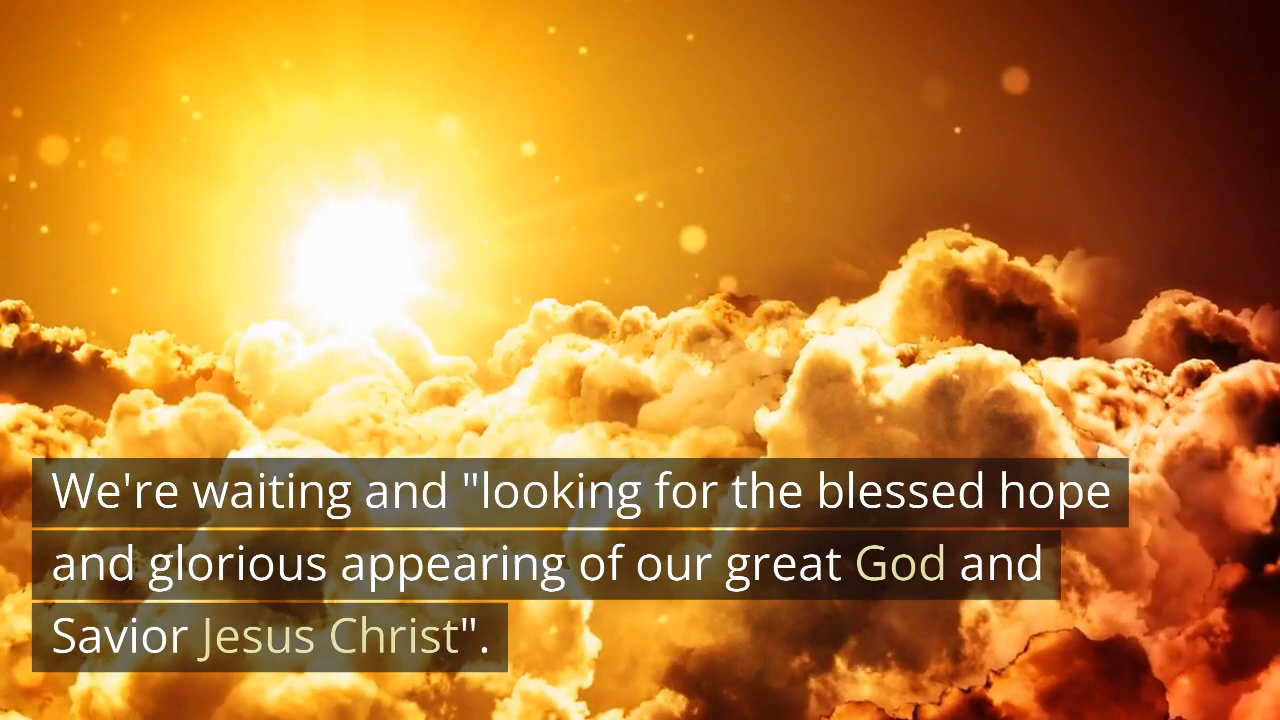 We're waiting and "looking for the blessed hope
and glorious appearing of our great God and
Savior Jesus Christ".